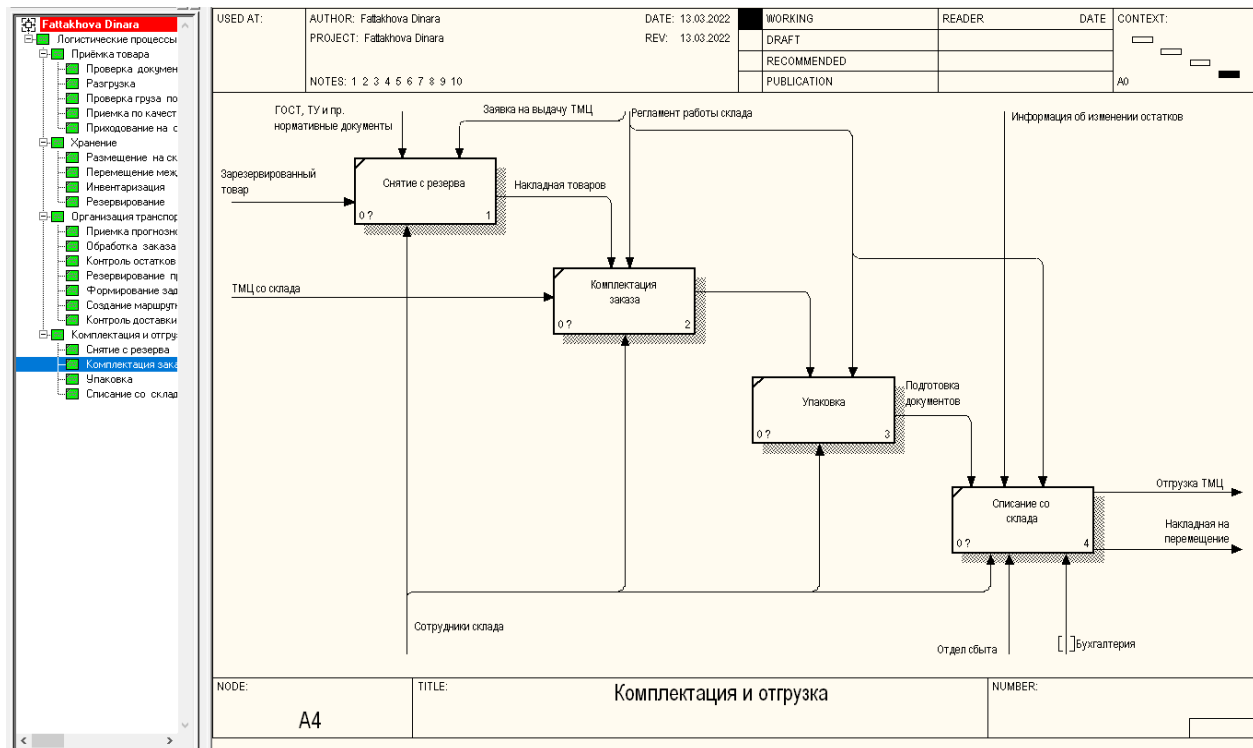 Fattakhova Dinara
Логистические процессы
Приёмка товара
Проверка докумен
Разгрузка
Проверка груза по
Приемка по качест
Приходование на с
Хранение
Размещение на ск
Перемещение меж
Инвентаризация
Резервирование
Организация транспор
Приемка прогнозно
Обработка заказа
Контроль остатков
Резервирование пр
Формирование зад
Создание маршрутн
Контроль доставки
Комплектация и отгру
Снятие с резерва
Комплектация зака
Упаковка
Списание со склад
USED AT:
AUTHOR: Fattakhova Dinara
DATE: 13.03.2022
PROJECT: Fattakhova Dinara
REV: 13.03.2022
NOTES: 1 2 3 4 5 6 7 8 9 10
WORKING
DRAFT
RECOMMENDED
PUBLICATION
READER
DATE
CONTEXT:
A0
ГОСТ, ТУ и пр.
нормативные документы
Заявка на выдачу ТМЦ
Регламент работы склада
Информация об изменении остатков
Зарезервированный
товар
Снятие с резерва
0 ?
1
Накладная товаров
ТМЦ со склада
Комплектация
заказа
0 ?
2
Упаковка
0 ?
3
Подготовка
документов
Списание со
склада
0 ?
4
Отгрузка ТМЦ
Накладная на
перемещение
Сотрудники склада
Отдел сбыта
[ ]Бухгалтерия
NODE:
A4
TITLE:
Комплектация и отгрузка
NUMBER: